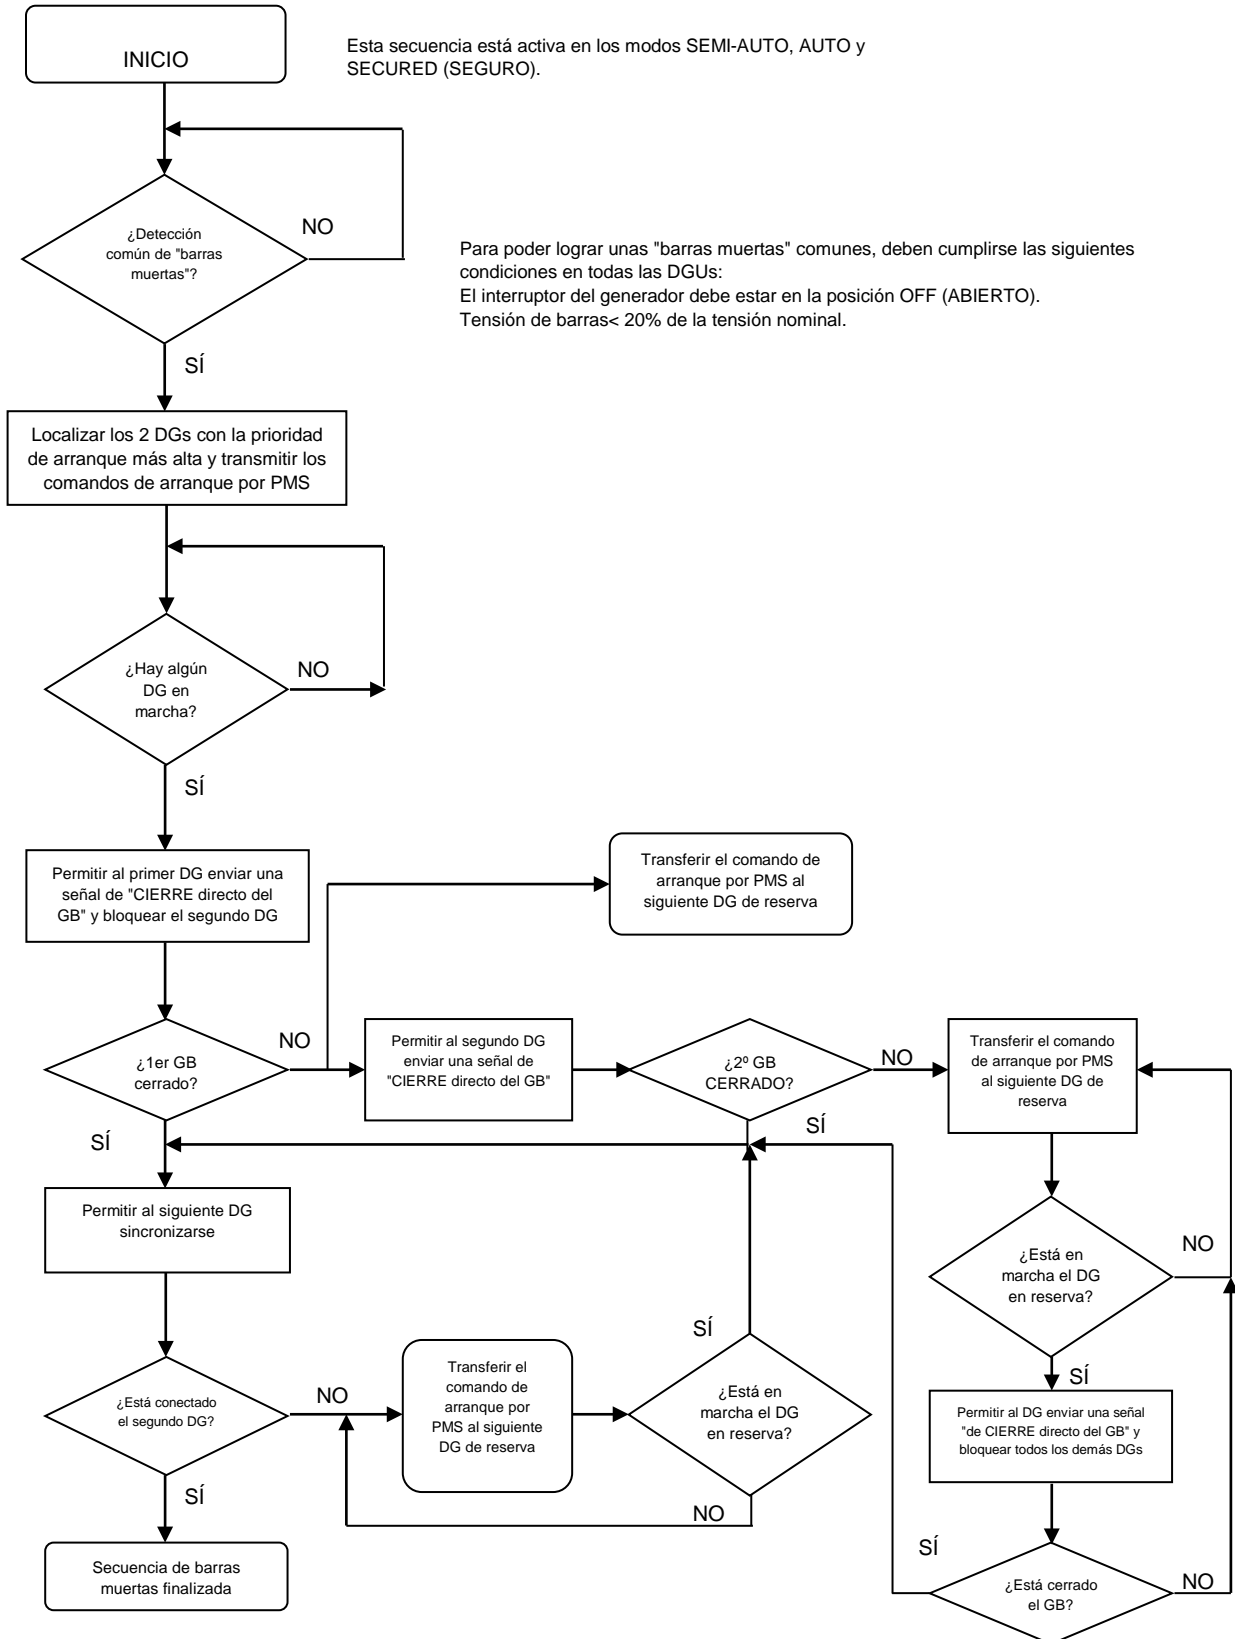 INICIO
Esta secuencia está activa en los modos SEMI-AUTO, AUTO y
SECURED (SEGURO).
¿Detección
común de "barras
muertas"?
NO
Para poder lograr unas "barras muertas" comunes, deben cumplirse las siguientes
condiciones en todas las DGUs:
El interruptor del generador debe estar en la posición OFF (ABIERTO).
Tensión de barras< 20% de la tensión nominal.
SÍ
Localizar los 2 DGs con la prioridad
de arranque más alta y transmitir los
comandos de arranque por PMS
¿Hay algún
DG en
marcha?
NO
SÍ
Permitir al primer DG enviar una
señal de "CIERRE directo del
GB" y bloquear el segundo DG
Transferir el comando de
arranque por PMS al
siguiente DG de reserva
¿1er GB
cerrado?
NO
Permitir al segundo DG
enviar una señal de
"CIERRE directo del GB"
¿2º GB
CERRADO?
NO
Transferir el comando
de arranque por PMS
al siguiente DG de
reserva
SÍ
SÍ
Permitir al siguiente DG
sincronizarse
¿Está en
marcha el DG
en reserva?
NO
SÍ
¿Está conectado
el segundo DG?
NO
Transferir el
comando de
arranque por
PMS al siguiente
DG de reserva
¿Está en
marcha el DG
en reserva?
SÍ
NO
SÍ
Permitir al DG enviar una señal
"de CIERRE directo del GB" y
bloquear todos los demás DGs
SÍ
¿Está cerrado
el GB?
NO
Secuencia de barras
muertas finalizada